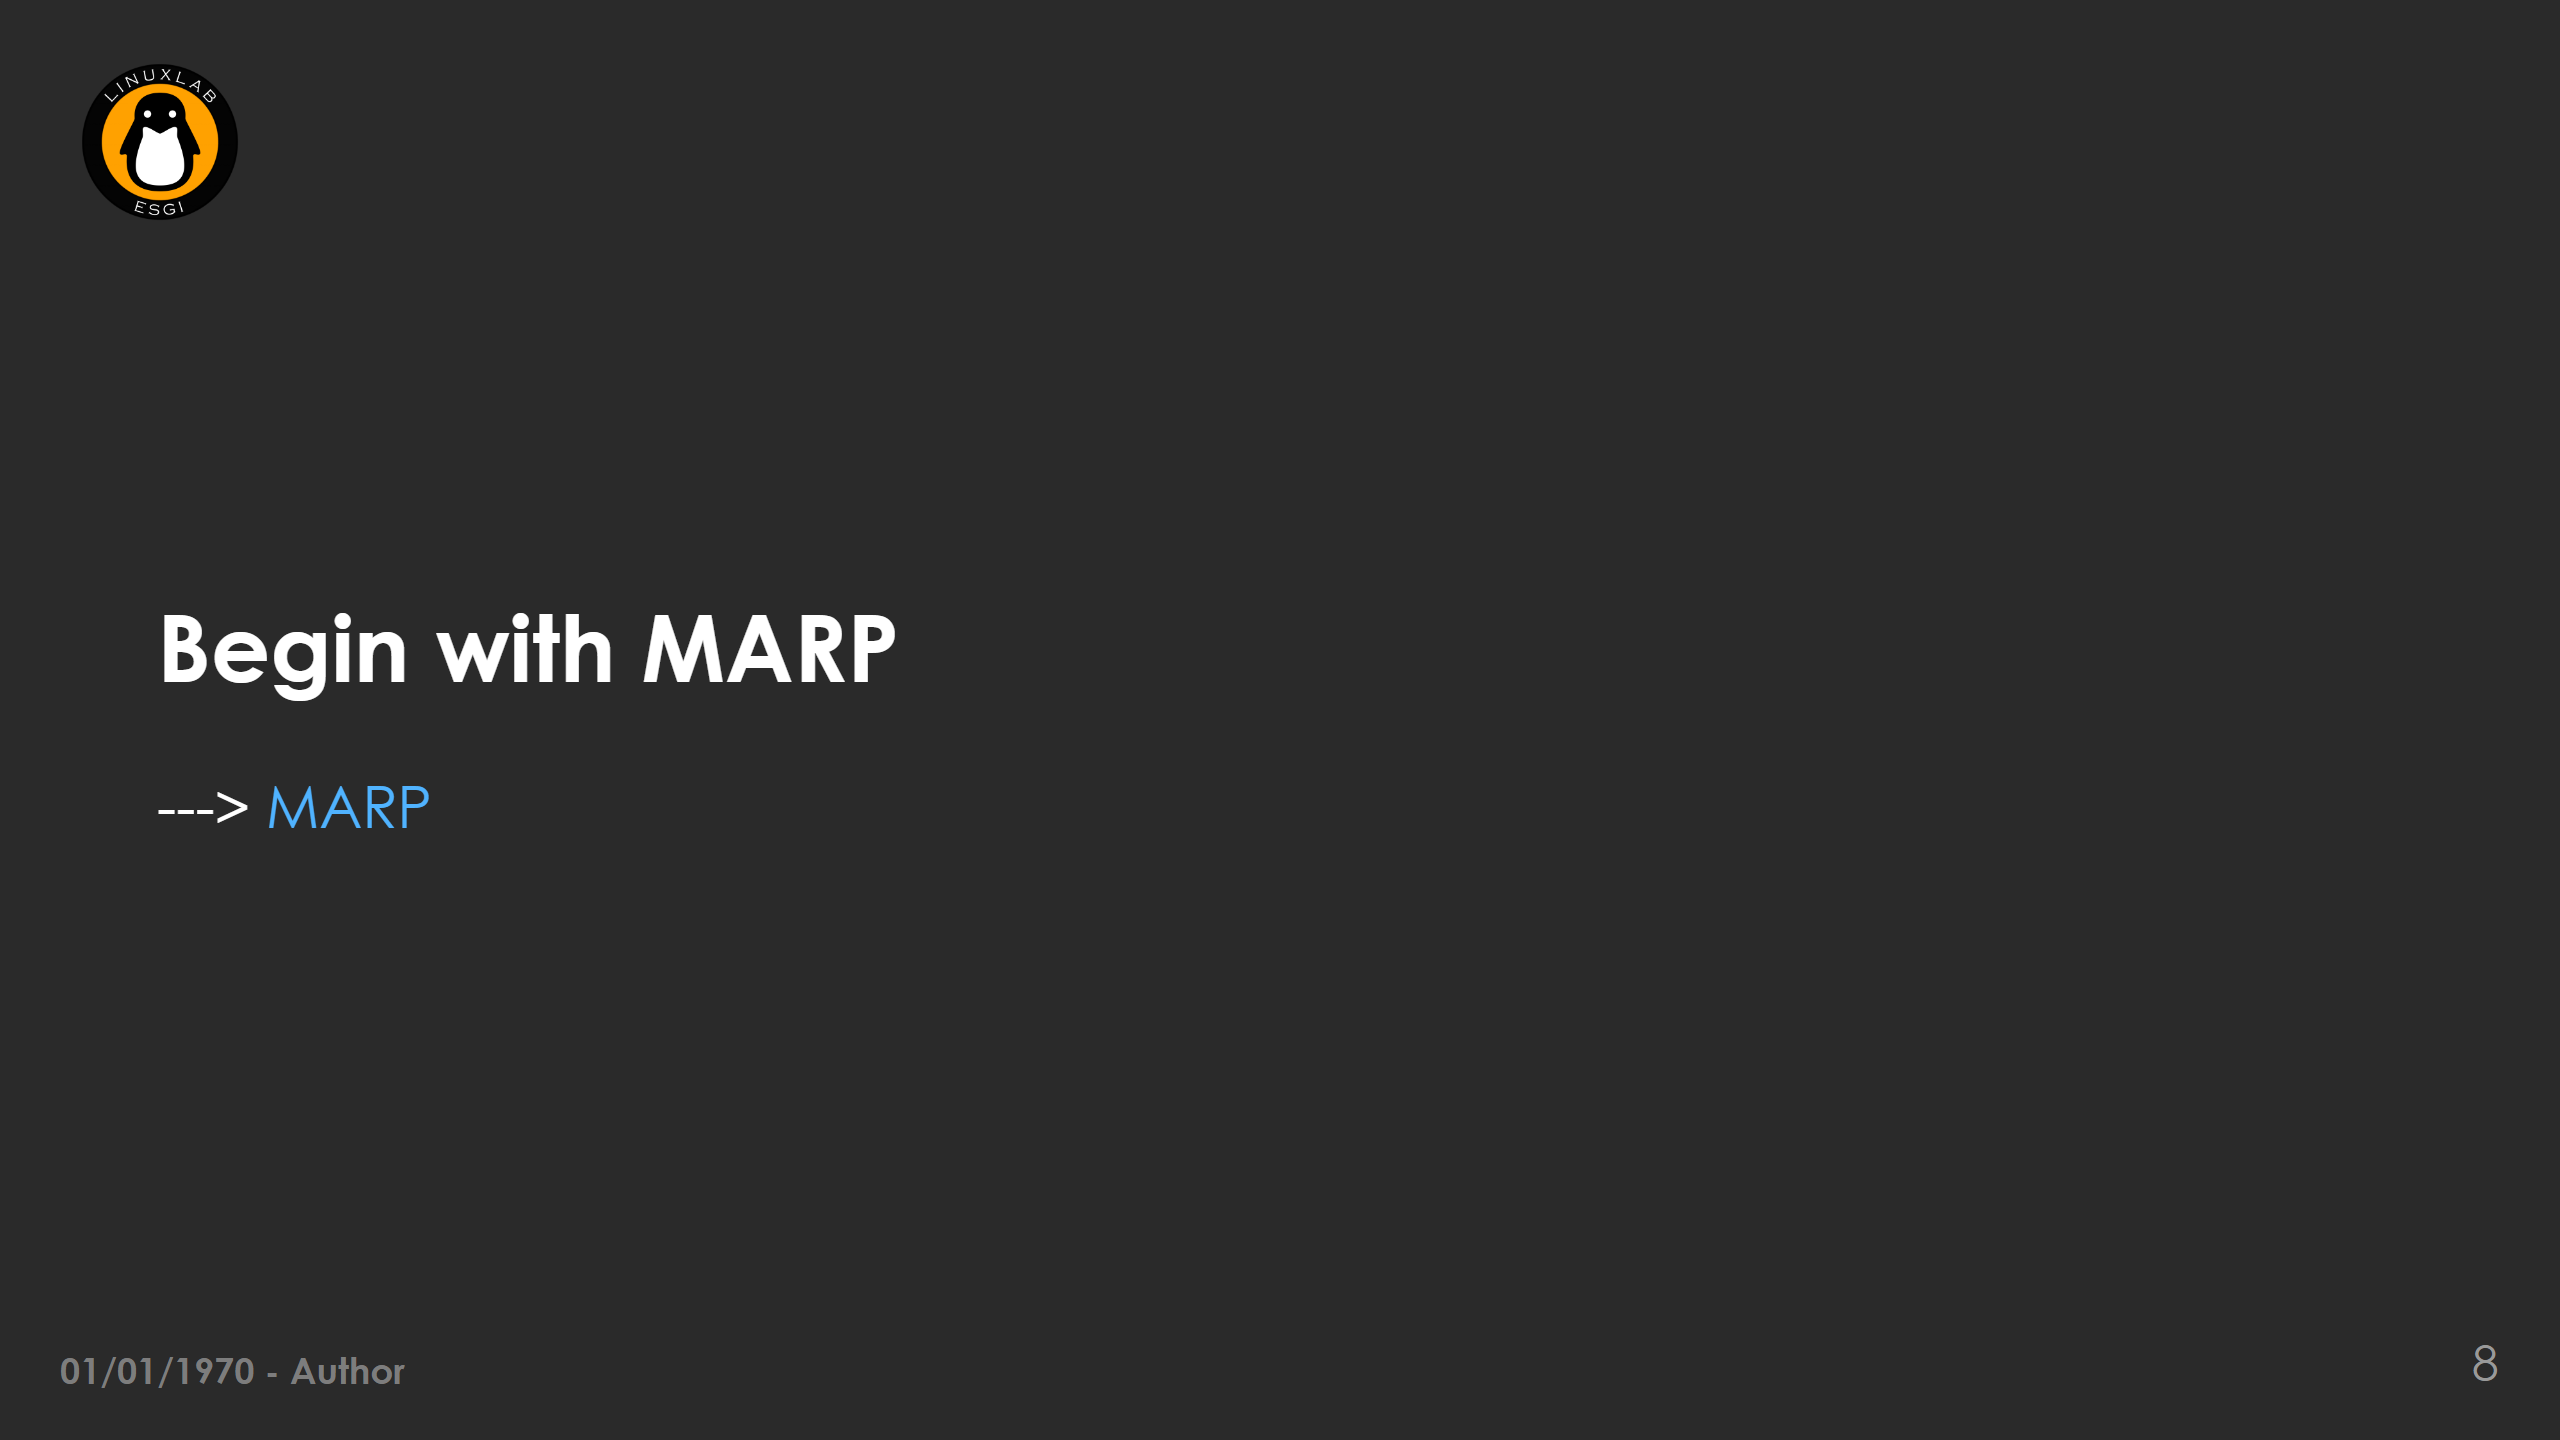 LINUXLAB
ESGI
Begin with MARP
---> MARP
01/01/1970 - Author
8